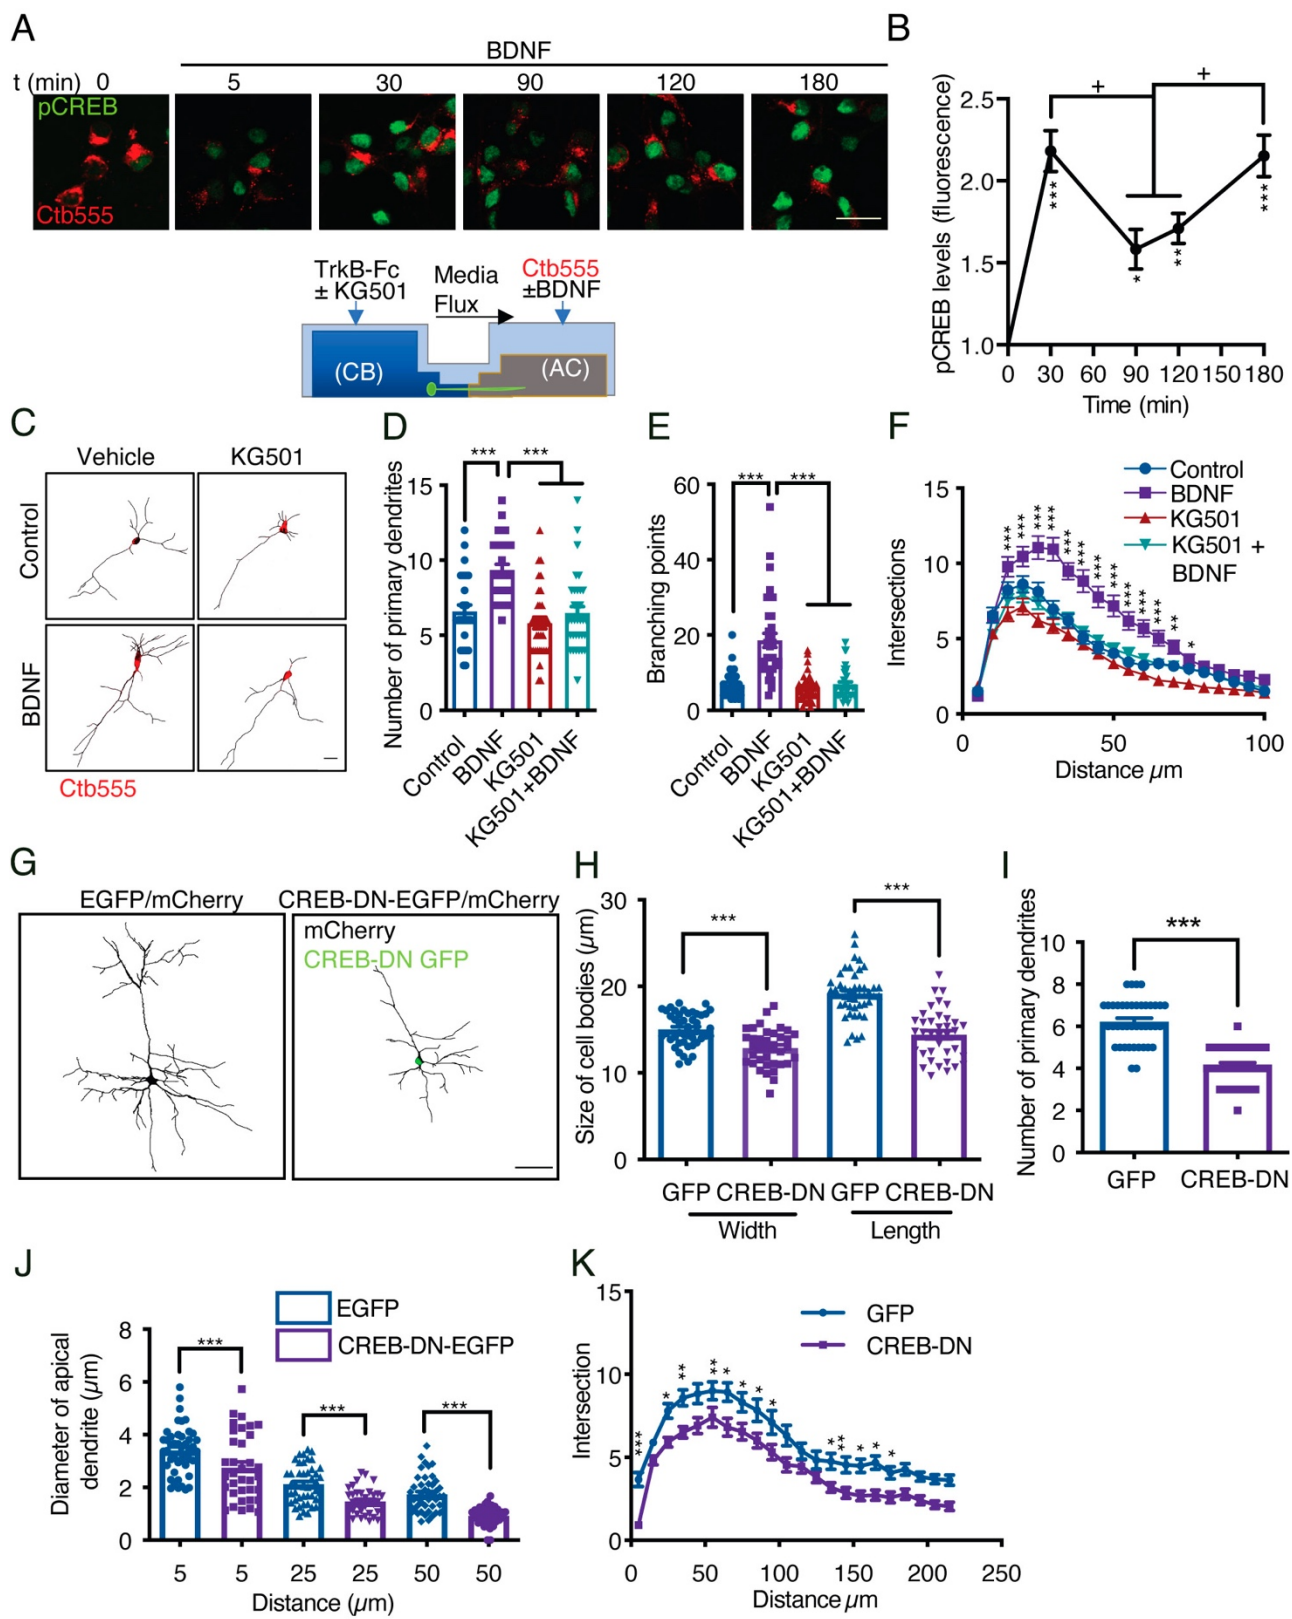 A
BDNF
t (min) 0 5 30 90 120 180
pCREB
Ctb555
TrkB-Fc
± KG501
Media
Flux
Ctb555
±BDNF
(CB)
(AC)
B
pCREB levels (fluorescence)
2.5
2.0
1.5
1.0
+
+
***
*
**
***
0 30 60 90 120 150 180
Time (min)
C
Vehicle KG501
Control
BDNF
Ctb555
D
Number of primary dendrites
*** ***
15
10
5
0
Control
BDNF
KG501
KG501+BDNF
E
Branching points
*** ***
60
40
20
0
Control
BDNF
KG501
KG501+BDNF
F
Control
BDNF
KG501
KG501 +
BDNF
Intersections
15
10
5
0
*** *** *** *** *** *** *** *** *** *** *** ** *
0 50 100
Distance µm
G
EGFP/mCherry CREB-DN-EGFP/mCherry
mCherry
CREB-DN GFP
H
Size of cell bodies (µm)
30
20
10
0
*** ***
GFP CREB-DN GFP CREB-DN
Width Length
I
Number of primary dendrites
10
8
6
4
2
0
***
GFP CREB-DN
J
EGFP
CREB-DN-EGFP
Diameter of apical
dendrite (µm)
8
6
4
2
0
*** *** ***
5 5 25 25 50 50
Distance (µm)
K
GFP
CREB-DN
Intersection
15
10
5
0
*** * ** ** * * * * * ** * * *
0 50 100 150 200 250
Distance µm